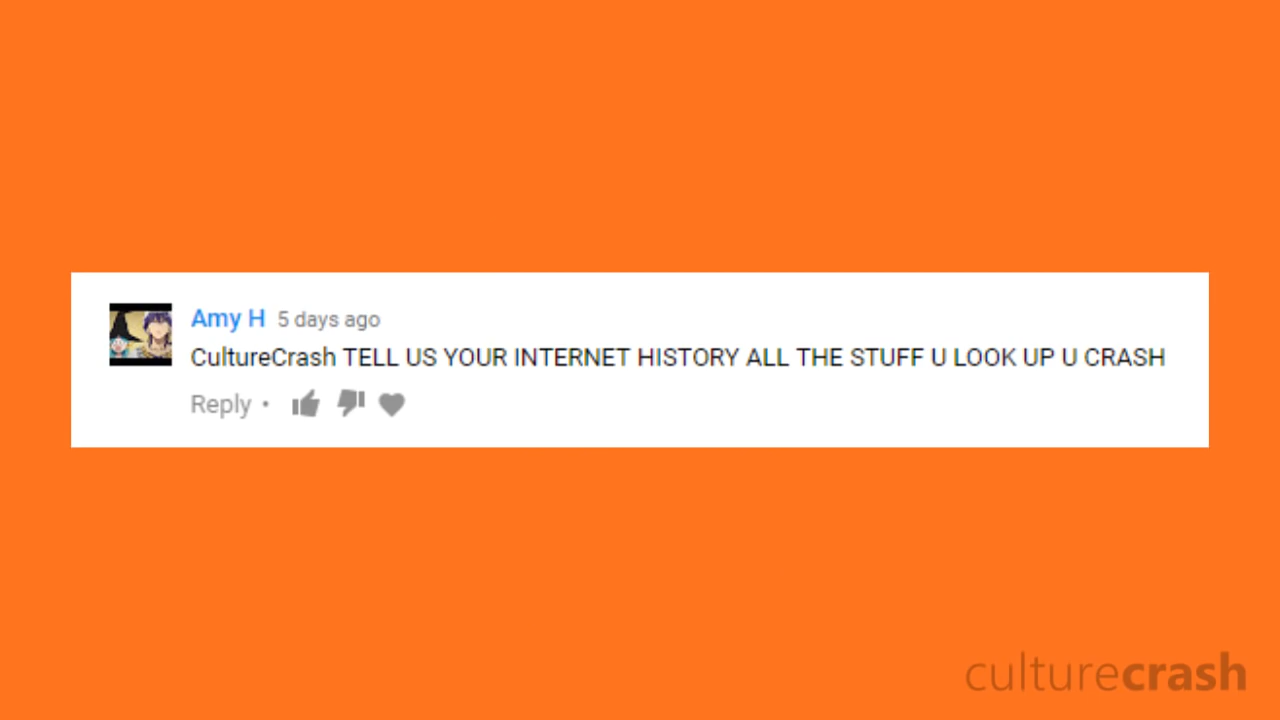 Amy H 5 days ago
CultureCrash TELL US YOUR INTERNET HISTORY ALL THE STUFF U LOOK UP U CRASH
Reply •
culturecrash